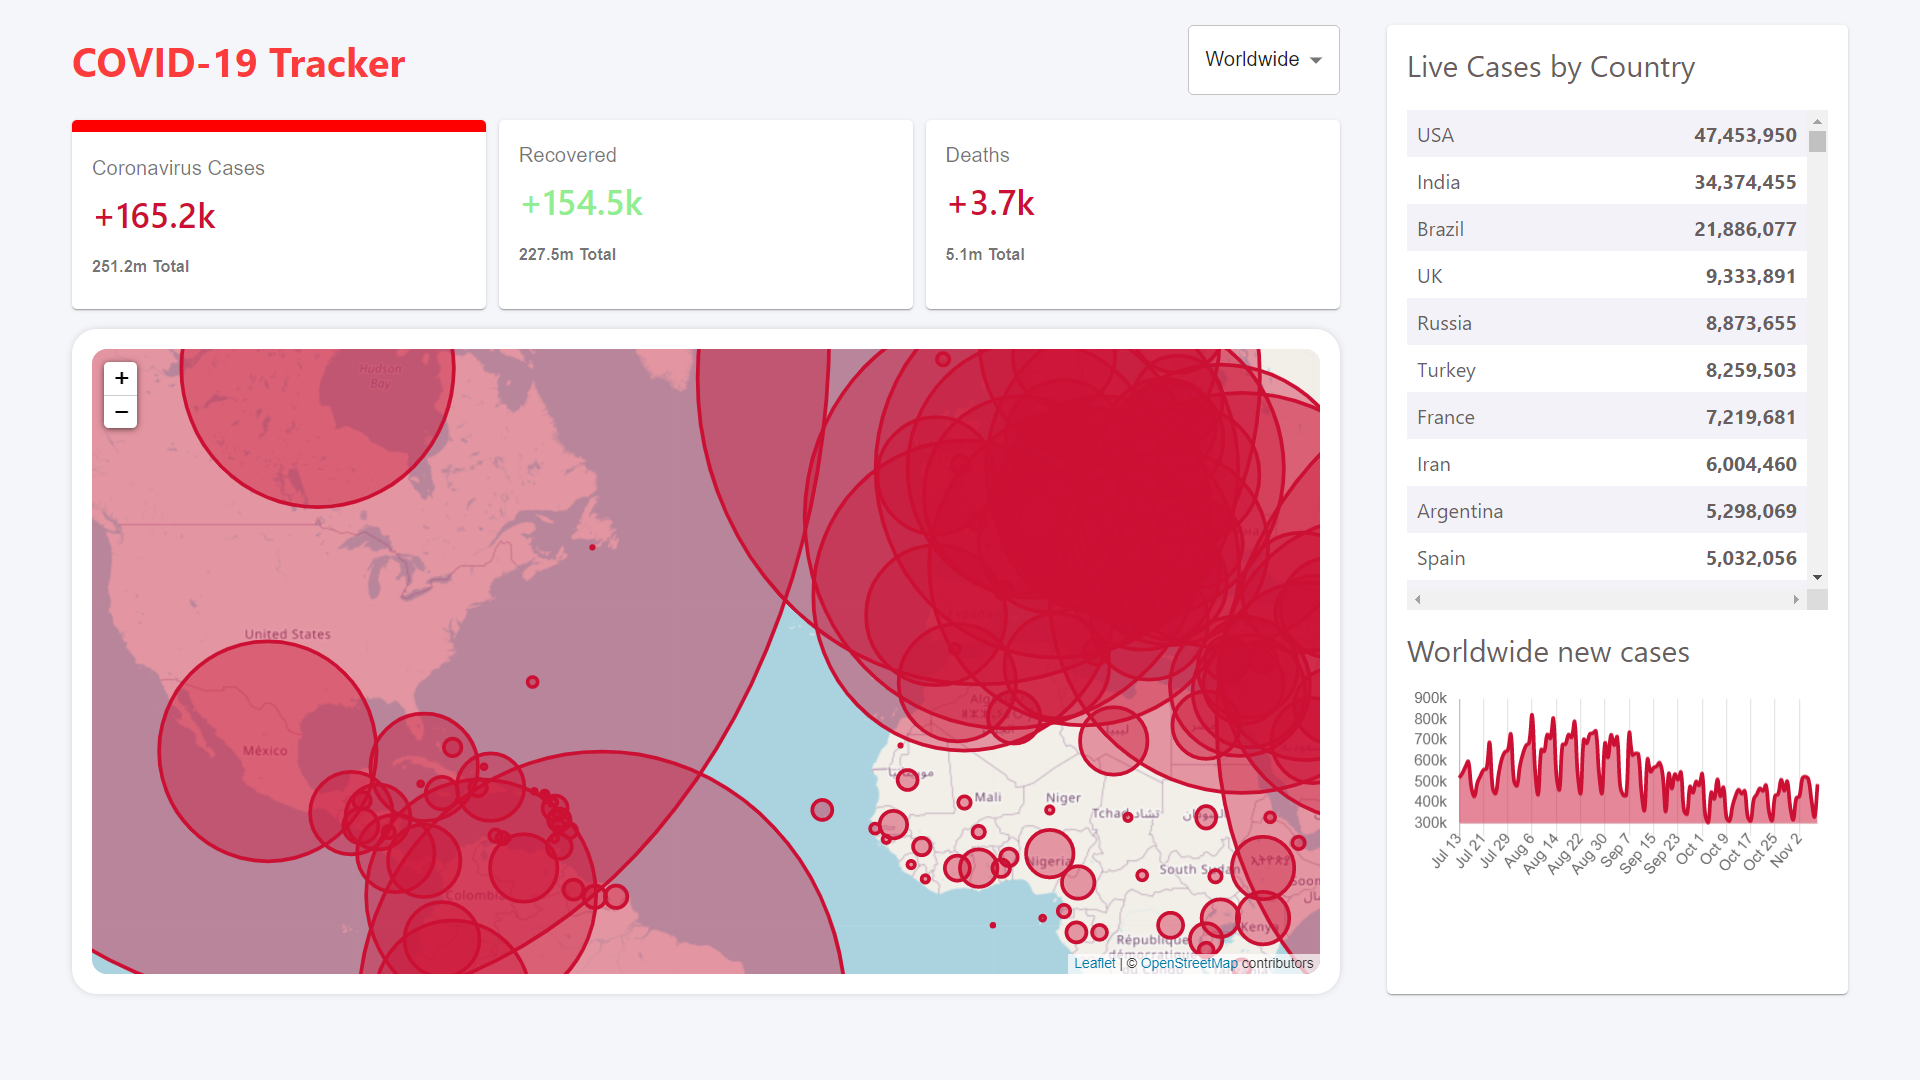 COVID-19 Tracker
Worldwide
Coronavirus Cases
+165.2k
251.2m Total
Recovered
+154.5k
227.5m Total
Deaths
+3.7k
5.1m Total
+
−
Hudson
Bay
United States
México
Colombia
Mali
Niger
Tchad تشاد
السودان
Nigeria
South Sudan
Kenya
République
démocratique
Leaflet | © OpenStreetMap contributors
Live Cases by Country
USA 47,453,950
India 34,374,455
Brazil 21,886,077
UK 9,333,891
Russia 8,873,655
Turkey 8,259,503
France 7,219,681
Iran 6,004,460
Argentina 5,298,069
Spain 5,032,056
Worldwide new cases
900k
800k
700k
600k
500k
400k
300k
Jul 13 Jul 21 Jul 29 Aug 6 Aug 14 Aug 22 Aug 30 Sep 7 Sep 15 Sep 23 Oct 1 Oct 9 Oct 17 Oct 25 Nov 2